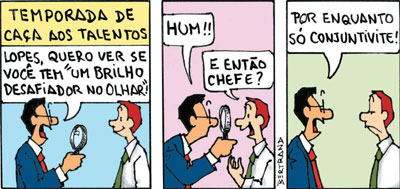 TEMPORADA DE
CAÇA AOS TALENTOS
LOPES, QUERO VER SE
VOCÊ TEM "UM BRILHO
DESAFIADOR NO OLHAR"!
HUM!!
E ENTÃO
CHEFE?
BERTRAND
POR ENQUANTO
SÓ CONJUNTIVITE!